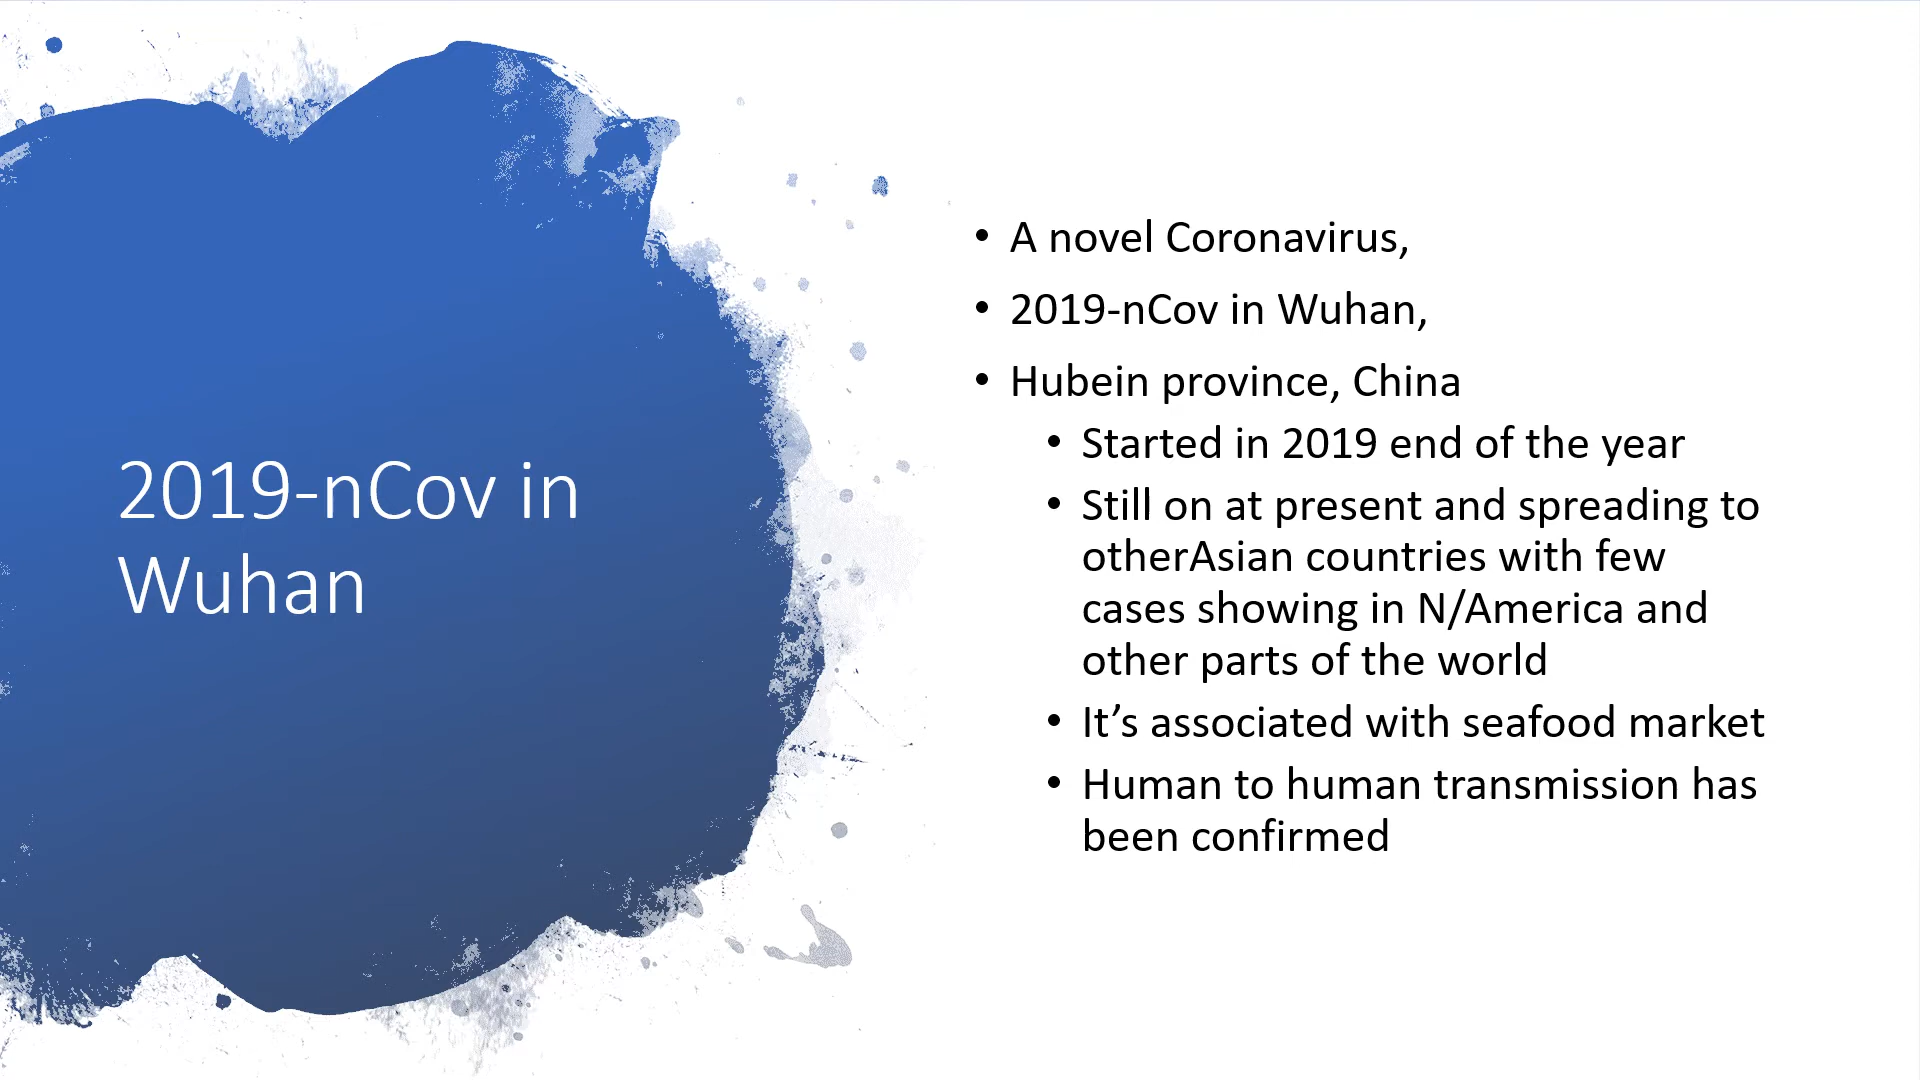 2019-nCov in
Wuhan
• A novel Coronavirus,
• 2019-nCov in Wuhan,
• Hubein province, China
• Started in 2019 end of the year
• Still on at present and spreading to
otherAsian countries with few
cases showing in N/America and
other parts of the world
• It’s associated with seafood market
• Human to human transmission has
been confirmed